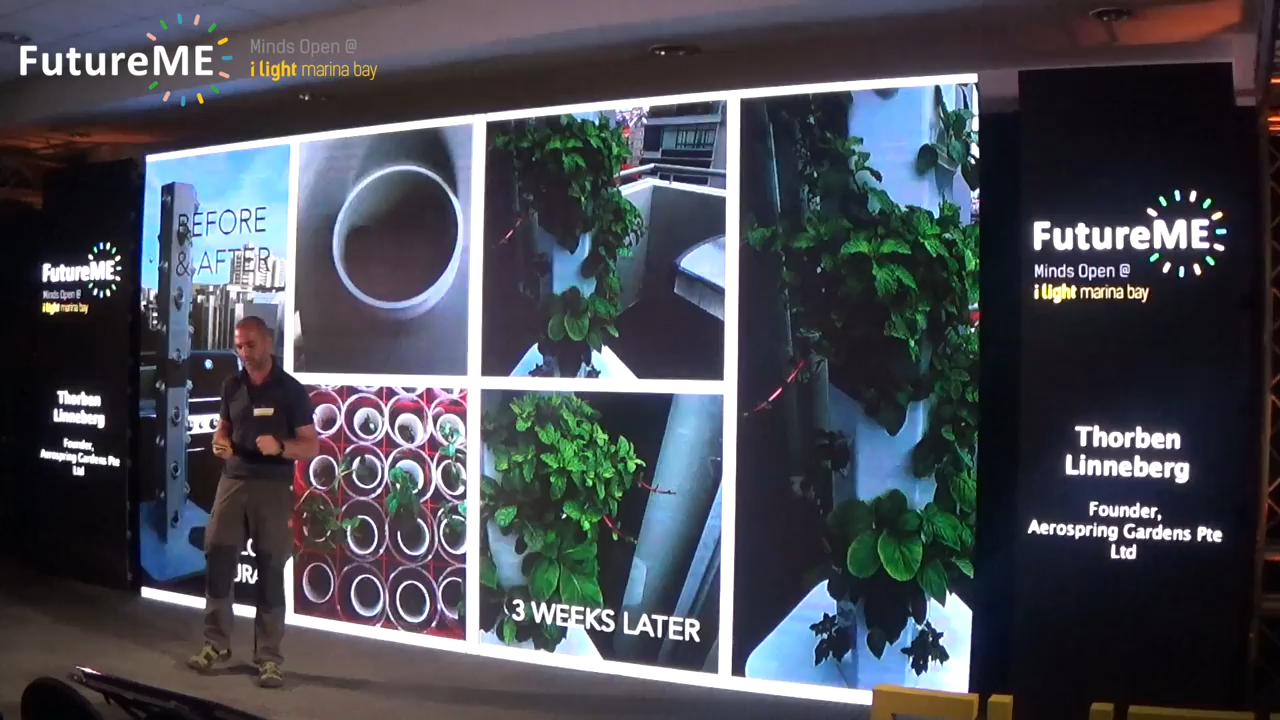 FutureME
Minds Open @
i light marina bay
BEFORE
& AFTER
3 WEEKS LATER
FutureME
Minds Open @
i light marina bay
Thorben
Linneberg
Founder,
Aerospring Gardens Pte
Ltd
FutureME
Minds Open @
i light marina bay
Thorben
Linneberg
Founder,
Aerospring Gardens Pte
Ltd